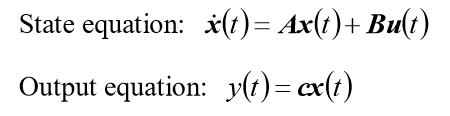 State equation: ẋ(t) = Ax(t) + Bu(t)
Output equation: y(t) = cx(t)